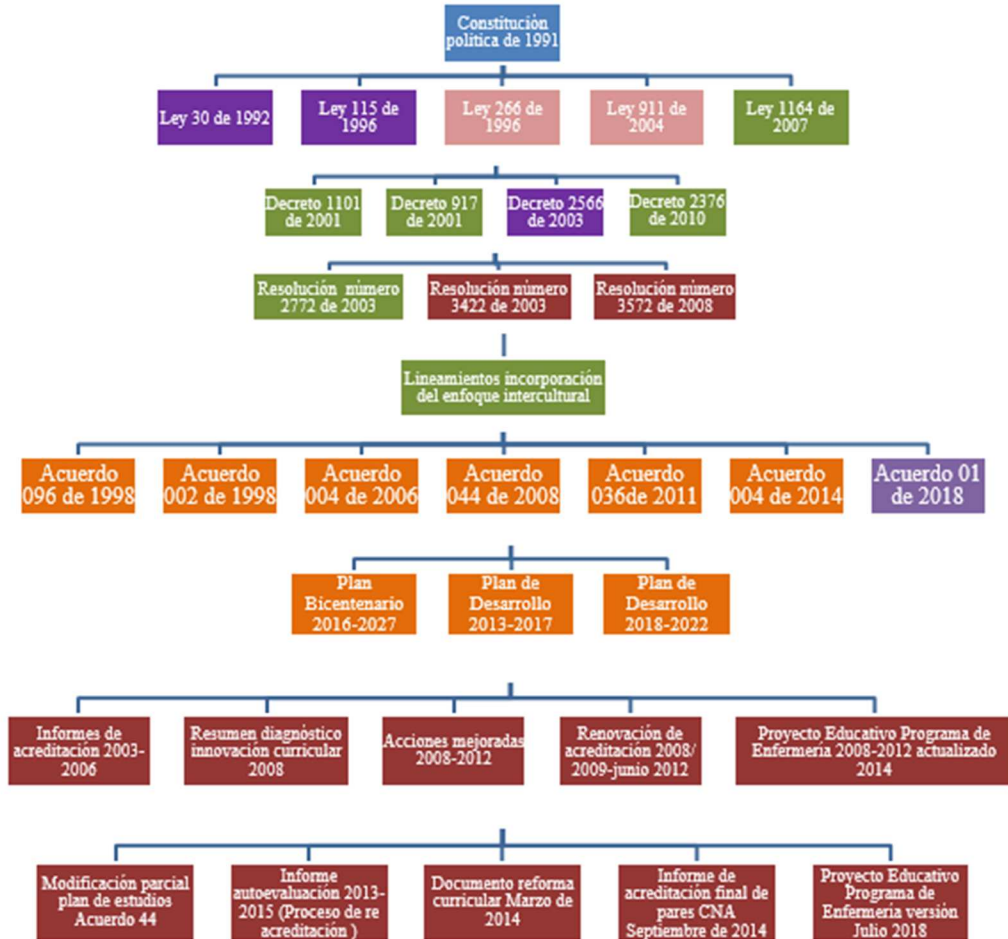 Constitución
política de 1991
Ley 30 de 1992
Ley 115 de
1996
Ley 266 de
1996
Ley 911 de
2004
Ley 1164 de
2007
Decreto 1101
de 2001
Decreto 917
de 2001
Decreto 2566
de 2003
Decreto 2376
de 2010
Resolución número
2772 de 2003
Resolución número
3422 de 2003
Resolución número
3572 de 2008
Lineamientos incorporación
del enfoque intercultural
Acuerdo
096 de 1998
Acuerdo
002 de 1998
Acuerdo
004 de 2006
Acuerdo
044 de 2008
Acuerdo
036de 2011
Acuerdo
004 de 2014
Acuerdo 01
de 2018
Plan
Bicentenario
2016-2027
Plan de
Desarrollo
2013-2017
Plan de
Desarrollo
2018-2022
Informes de
acreditación 2003-
2006
Resumen diagnóstico
innovación curricular
2008
Acciones mejoradas
2008-2012
Renovación de
acreditación 2008/
2009-junio 2012
Proyecto Educativo Programa de
Enfermería 2008-2012 actualizado
2014
Modificación parcial
plan de estudios
Acuerdo 44
Informe
autoevaluación 2013-
2015 (Proceso de re
acreditación )
Documento reforma
curricular Marzo de
2014
Informe de
acreditación final de
pares CNA
Septiembre de 2014
Proyecto Educativo
Programa de
Enfermería versión
Julio 2018